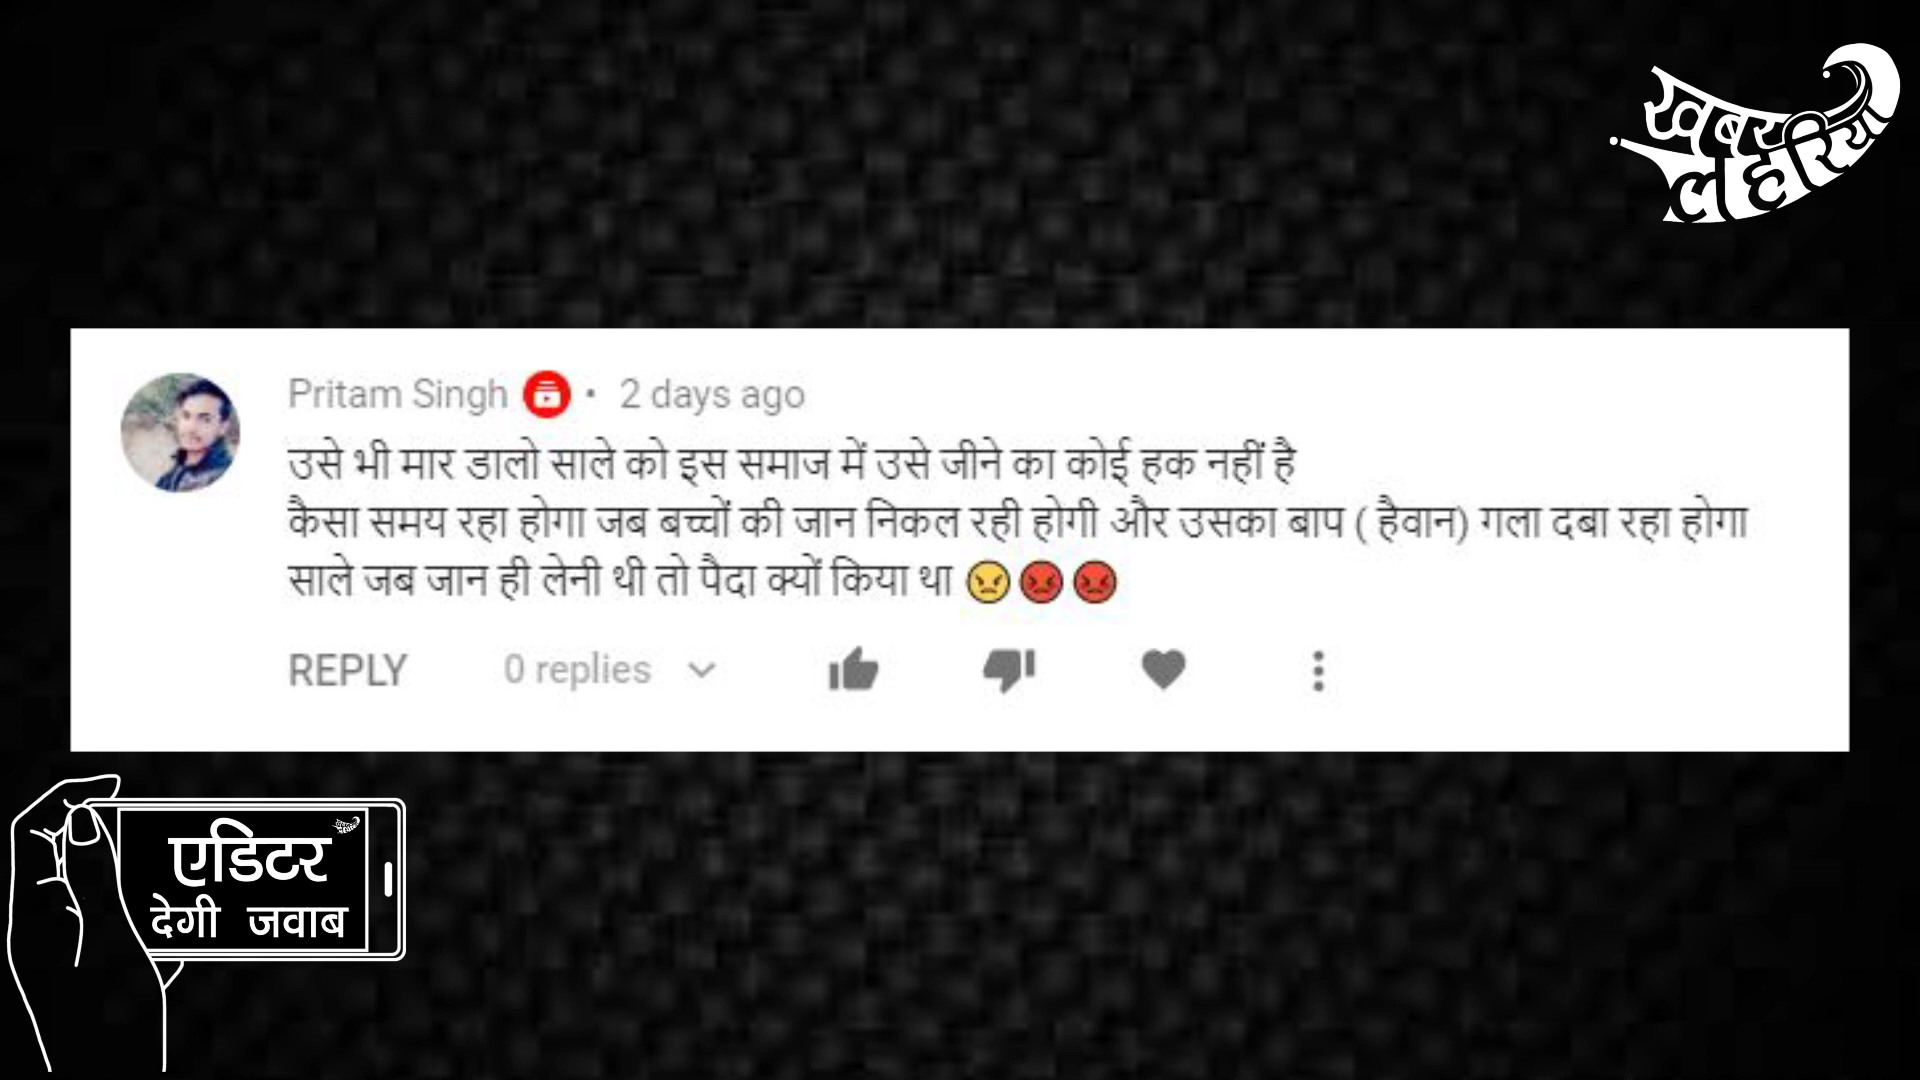 खबर
लहरिया
Pritam Singh • 2 days ago
उसे भी मार डालो साले को इस समाज में उसे जीने का कोई हक नहीं है
कैसा समय रहा होगा जब बच्चों की जान निकल रही होगी और उसका बाप ( हैवान) गला दबा रहा होगा
साले जब जान ही लेनी थी तो पैदा क्यों किया था 😠😡😡
REPLY 0 replies
एडिटर
देगी जवाब